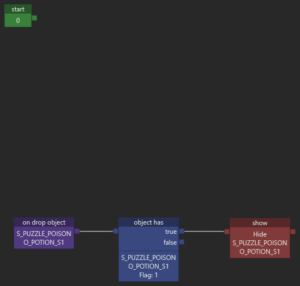 start
0
on drop object
S_PUZZLE_POISON
O_POTION_S1
object has
true
false
S_PUZZLE_POISON
O_POTION_S1
Flag: 1
show
Hide
S_PUZZLE_POISON
O_POTION_S1